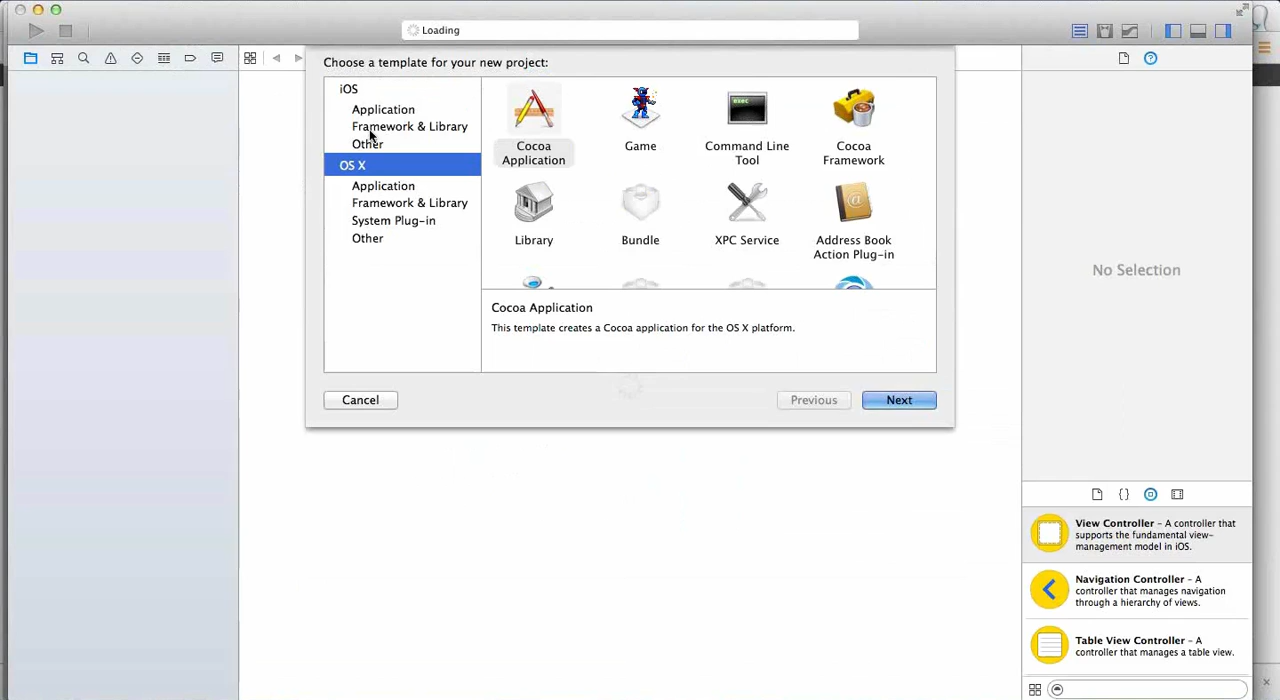 Loading
Choose a template for your new project:
iOS
Application
Framework & Library
Other
OS X
Application
Framework & Library
System Plug-in
Other
Cocoa
Application
Game
exec
Command Line
Tool
Cocoa
Framework
Library
Bundle
XPC Service
Address Book
Action Plug-in
Cocoa Application
This template creates a Cocoa application for the OS X platform.
Cancel
Previous
Next
No Selection
View Controller – A controller that
supports the fundamental view-
management model in iOS.
Navigation Controller – A
controller that manages navigation
through a hierarchy of views.
Table View Controller – A
controller that manages a table view.